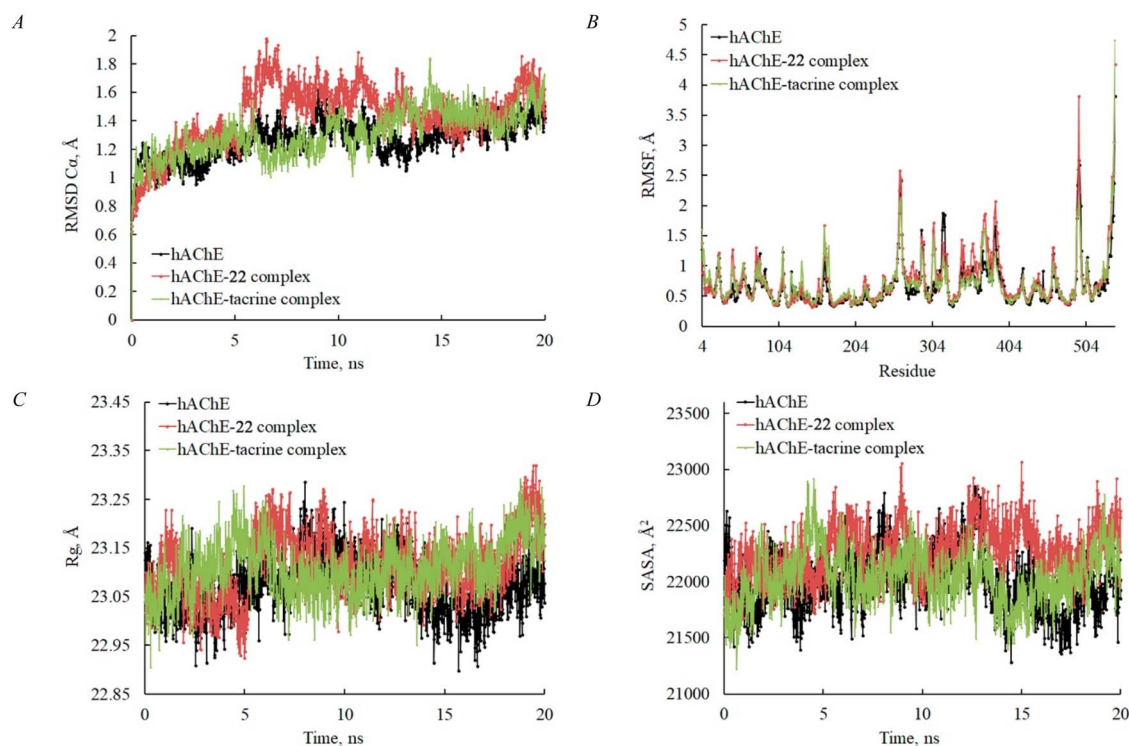 A
RMSD Cα, Å
2
1.8
1.6
1.4
1.2
1
0.8
0.6
0.4
0.2
0
hAChE
hAChE-22 complex
hAChE-tacrine complex
0 5 10 15 20
Time, ns
B
RMSF, Å
5
4.5
4
3.5
3
2.5
2
1.5
1
0.5
0
hAChE
hAChE-22 complex
hAChE-tacrine complex
4 104 204 304 404 504
Residue
C
Rg, Å
23.45
23.35
23.25
23.15
23.05
22.95
22.85
hAChE
hAChE-22 complex
hAChE-tacrine complex
0 5 10 15 20
Time, ns
D
SASA, Å²
23500
23000
22500
22000
21500
21000
hAChE
hAChE-22 complex
hAChE-tacrine complex
0 5 10 15 20
Time, ns